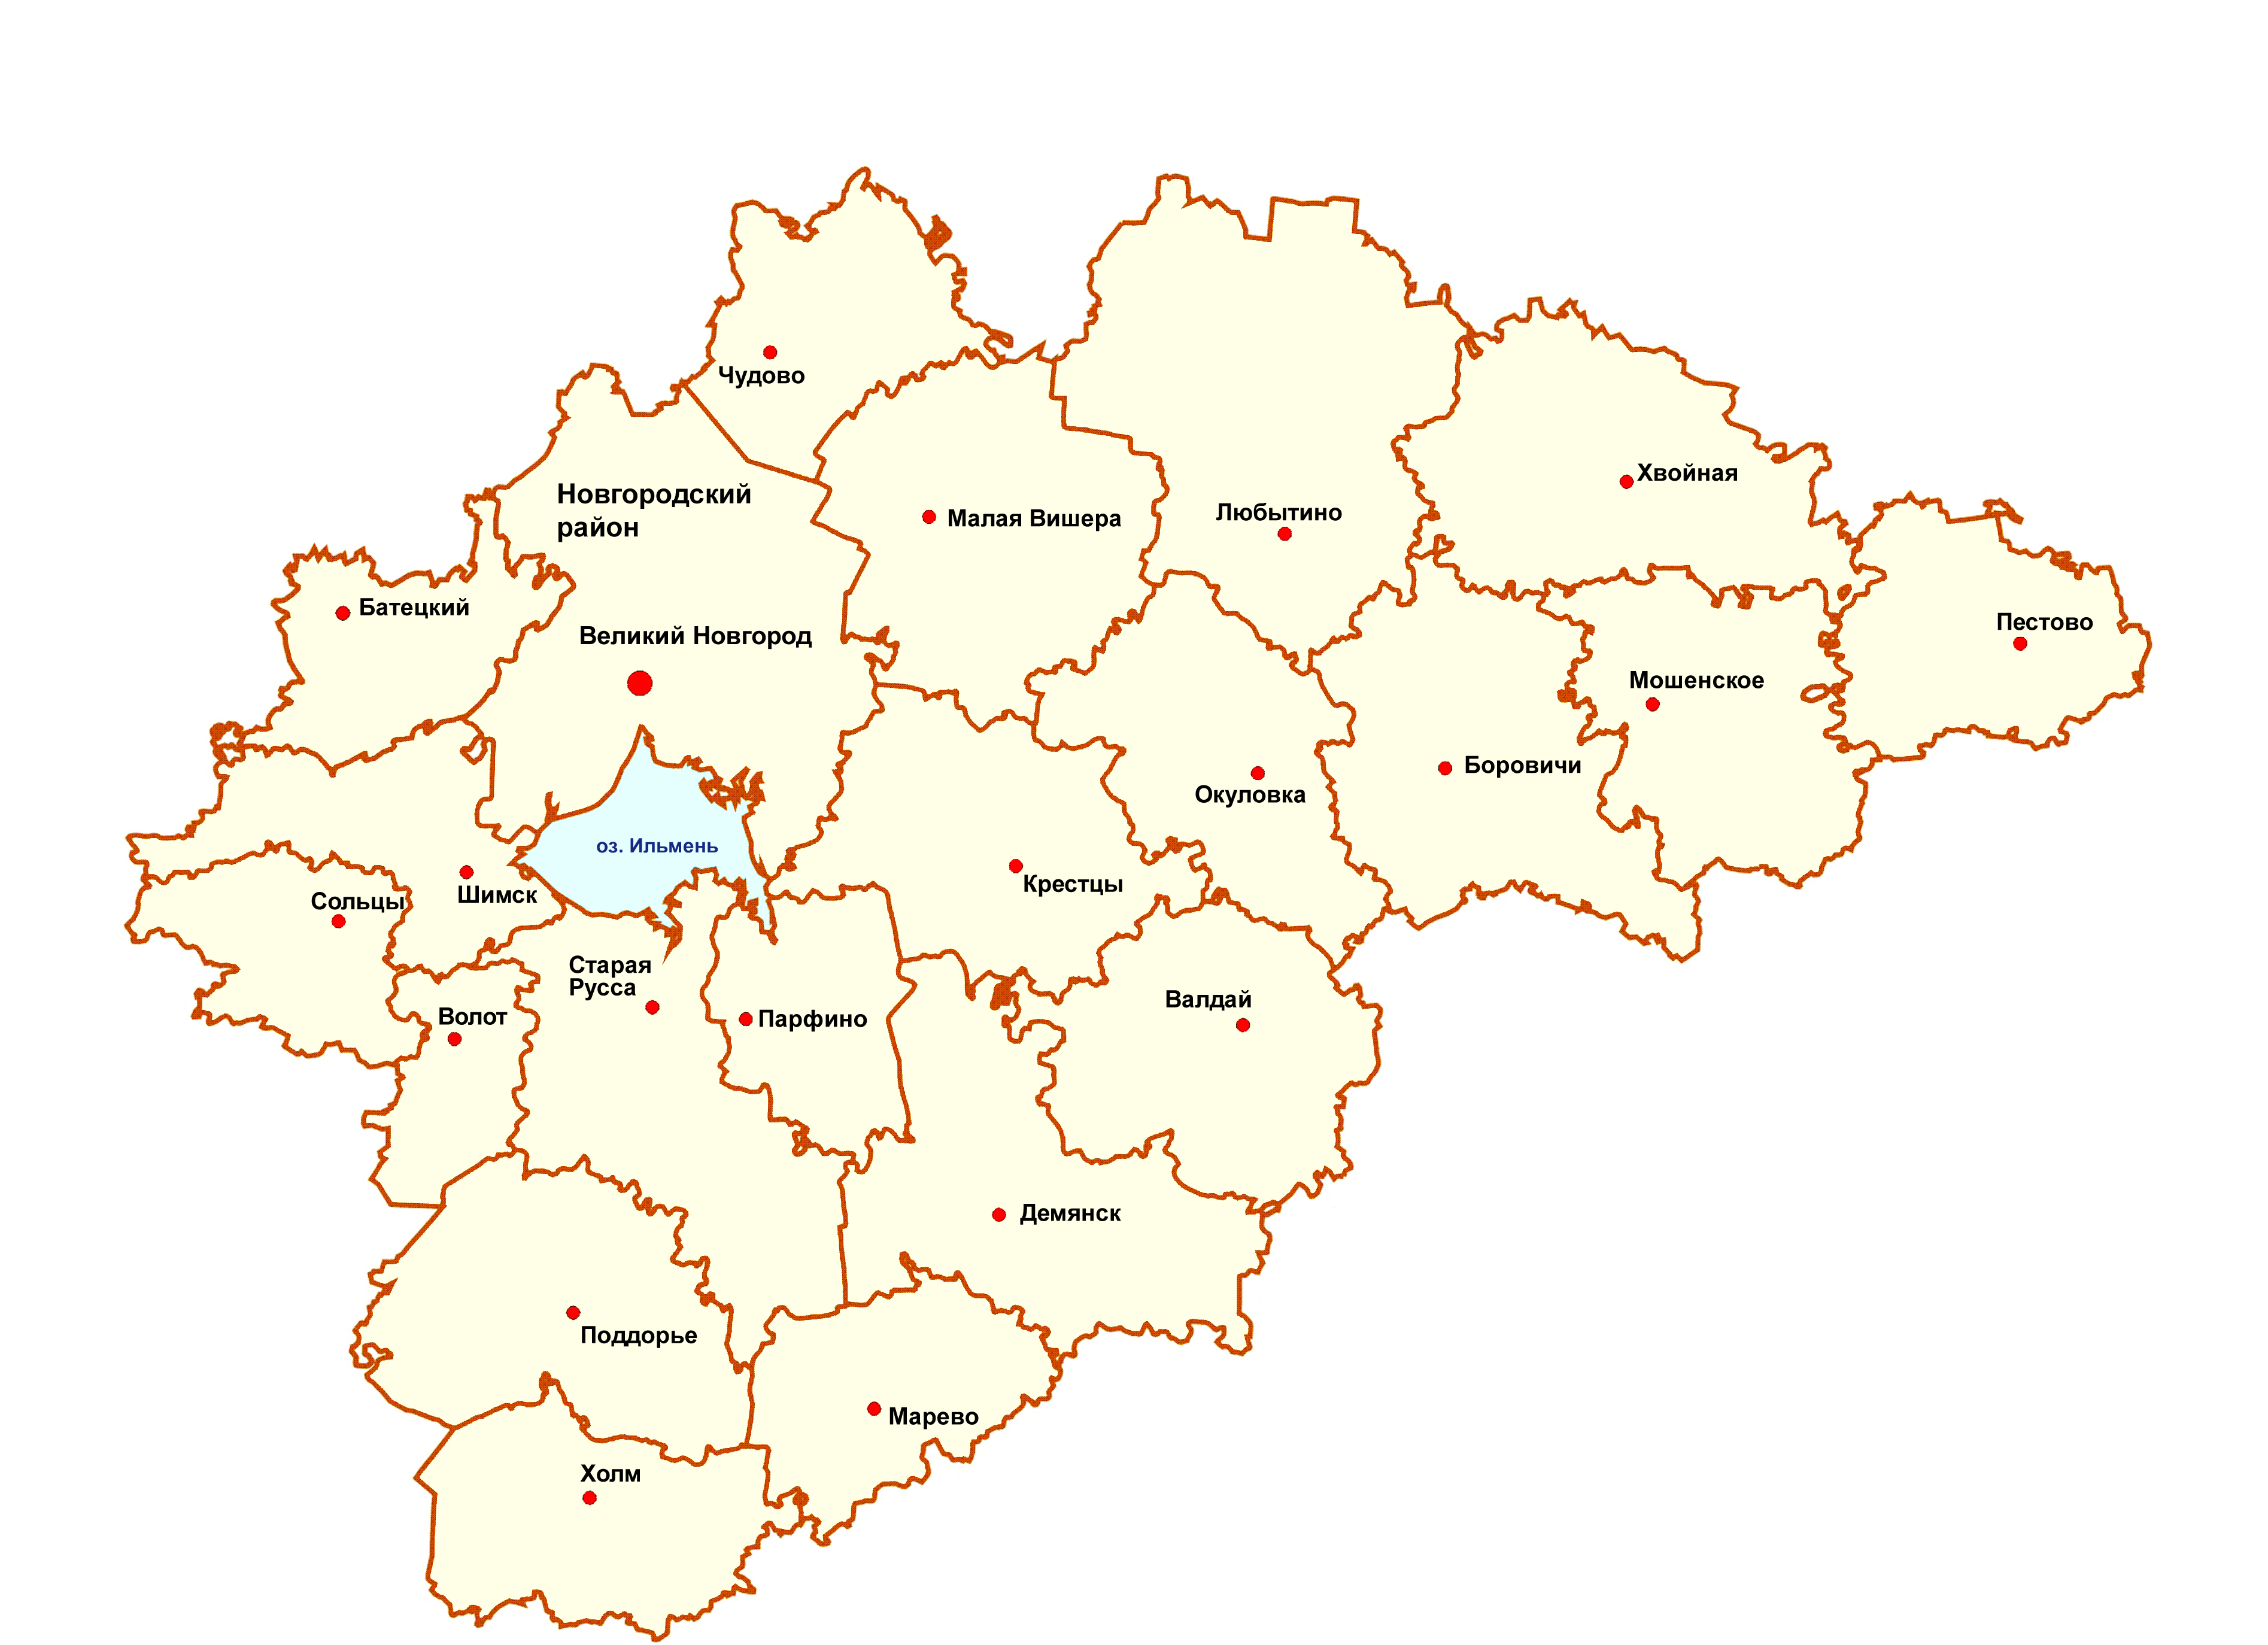 Чудово
Хвойная
Новгородский
район
Малая Вишера
Любытино
Батецкий
Пестово
Великий Новгород
Мошенское
Боровичи
Окуловка
оз. Ильмень
Крестцы
Шимск
Сольцы
Старая
Русса
Валдай
Волот
Парфино
Демянск
Поддорье
Марево
Холм